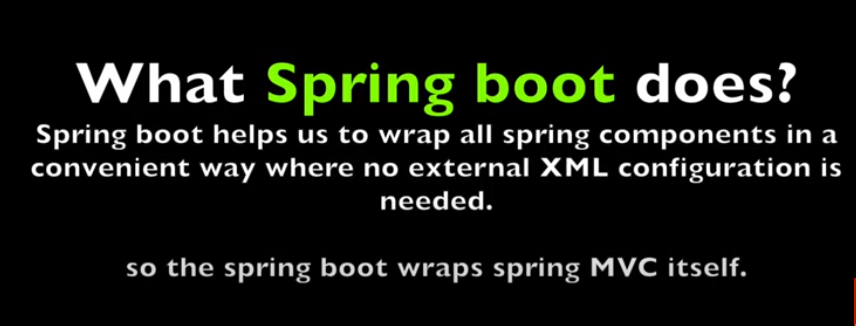 What Spring boot does?
Spring boot helps us to wrap all spring components in a
convenient way where no external XML configuration is
needed.
so the spring boot wraps spring MVC itself.